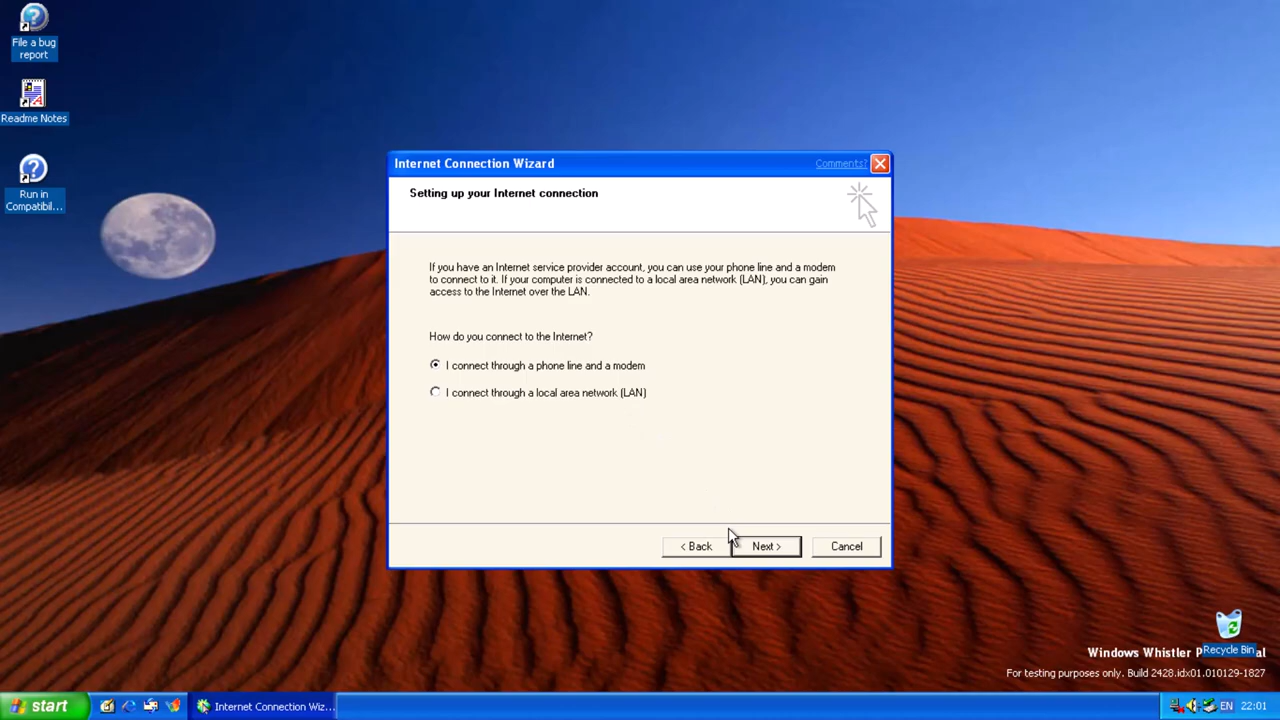 File a bug
report
Readme Notes
Run in
Compatibil...
Internet Connection Wizard
Comments?
Setting up your Internet connection
If you have an Internet service provider account, you can use your phone line and a modem
to connect to it. If your computer is connected to a local area network (LAN), you can gain
access to the Internet over the LAN.
How do you connect to the Internet?
I connect through a phone line and a modem
I connect through a local area network (LAN)
< Back
Next >
Cancel
Windows Whistler P al
Recycle Bin
For testing purposes only. Build 2428.idx01.010129-1827
start
Internet Connection Wiz...
EN
22:01